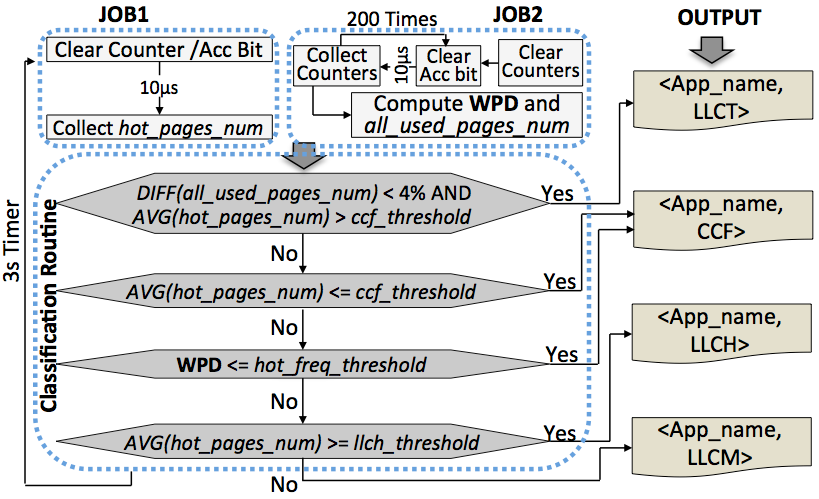 JOB1
Clear Counter /Acc Bit
10µs
Collect hot_pages_num
200 Times
JOB2
Collect
Counters
10µs
Clear
Acc bit
Clear
Counters
Compute WPD and
all_used_pages_num
OUTPUT
<App_name,
LLCT>
<App_name,
CCF>
<App_name,
LLCH>
<App_name,
LLCM>
3s Timer
Classification Routine
DIFF(all_used_pages_num) < 4% AND
AVG(hot_pages_num) > ccf_threshold
Yes
No
AVG(hot_pages_num) <= ccf_threshold
Yes
No
WPD <= hot_freq_threshold
Yes
No
AVG(hot_pages_num) >= llch_threshold
Yes
No